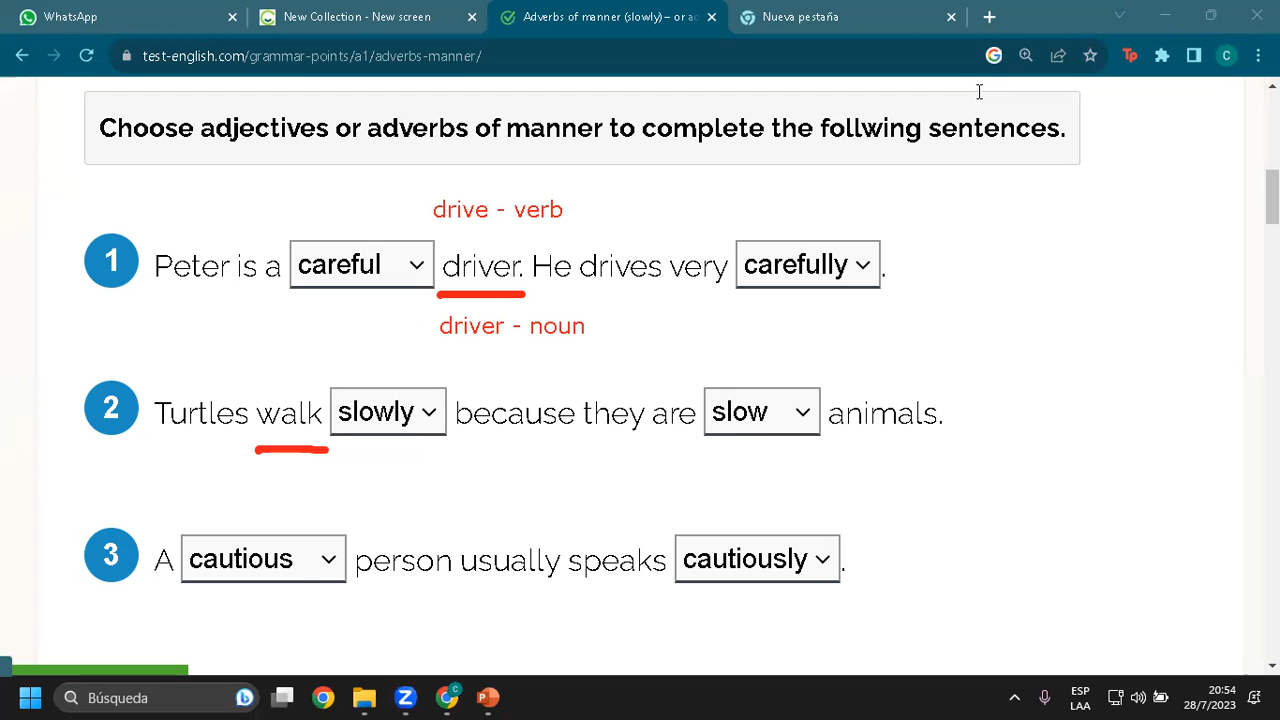 WhatsApp
New Collection - New screen
Adverbs of manner (slowly) – or ad
Nueva pestaña
test-english.com/grammar-points/a1/adverbs-manner/
Tp
C
Choose adjectives or adverbs of manner to complete the follwing sentences.
drive - verb
1 Peter is a careful driver. He drives very carefully.
driver - noun
2 Turtles walk slowly because they are slow animals.
3 A cautious person usually speaks cautiously.
Búsqueda
ESP
LAA
20:54
28/7/2023